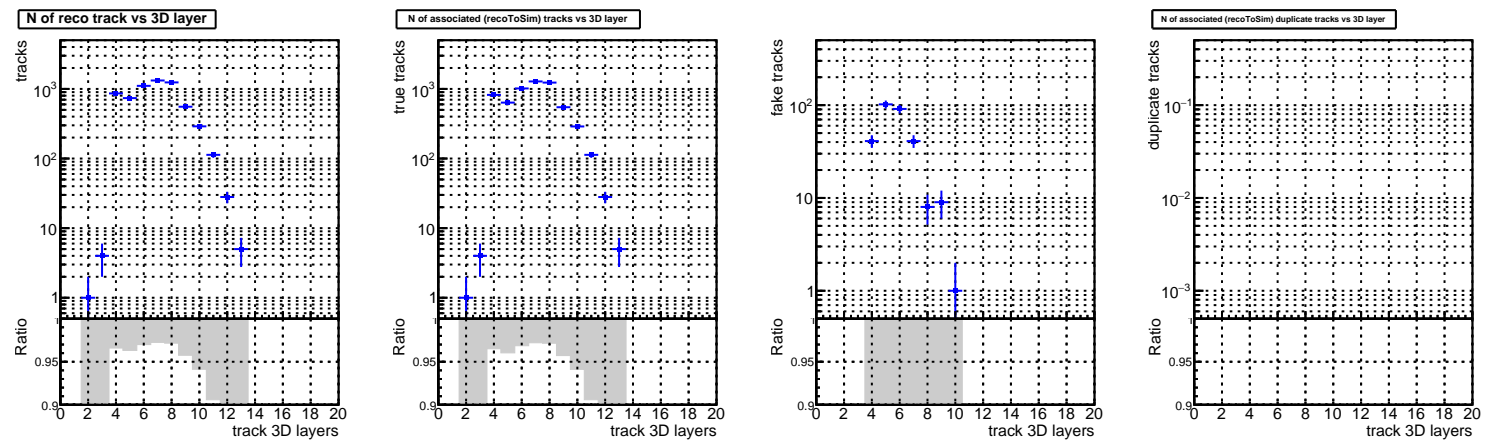 N of reco track vs 3D layer
tracks
10³
10²
10
1
Ratio
1
0.95
0.9
0 2 4 6 8 10 12 14 16 18 20
track 3D layers
N of associated (recoToSim) tracks vs 3D layer
true tracks
10³
10²
10
1
Ratio
1
0.95
0.9
0 2 4 6 8 10 12 14 16 18 20
track 3D layers
fake tracks
10²
10
1
Ratio
1
0.95
0.9
0 2 4 6 8 10 12 14 16 18 20
track 3D layers
N of associated (recoToSim) duplicate tracks vs 3D layer
duplicate tracks
10⁻¹
10⁻²
10⁻³
Ratio
1
0.95
0.9
0 2 4 6 8 10 12 14 16 18 20
track 3D layers